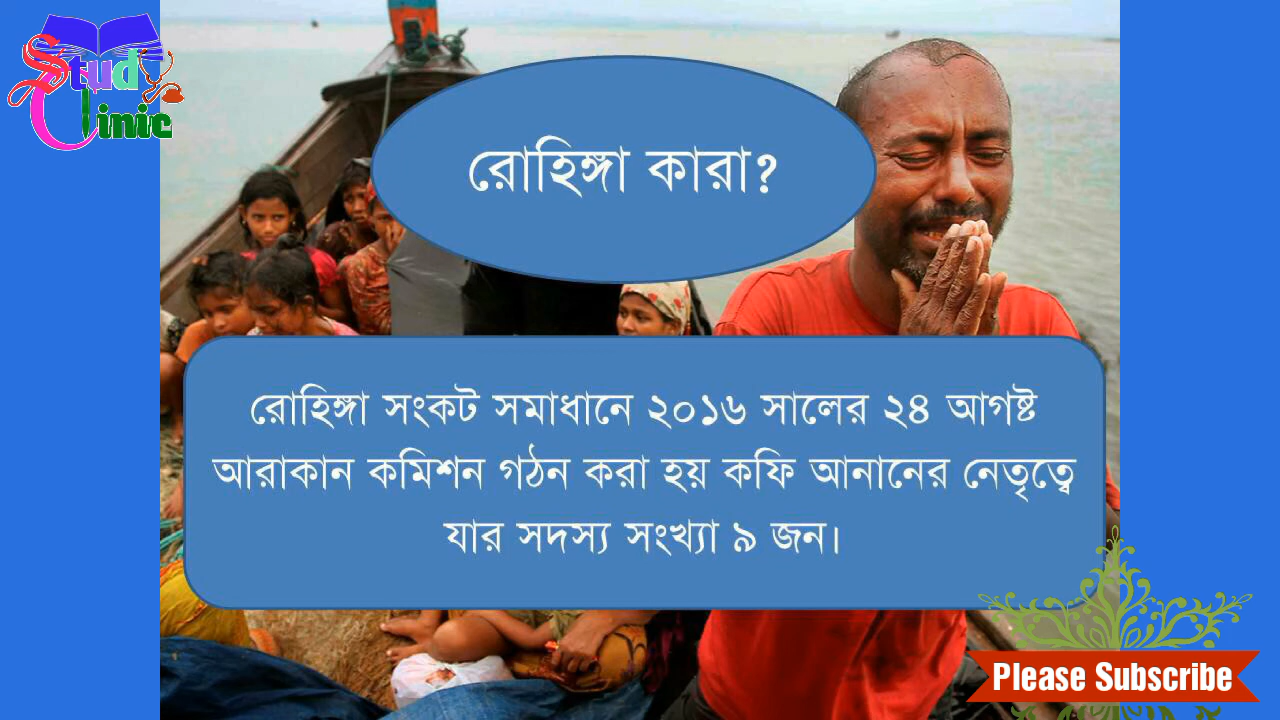 Study
Clinic
রোহিঙ্গা কারা?
রোহিঙ্গা সংকট সমাধানে ২০১৬ সালের ২৪ আগষ্ট
আরাকান কমিশন গঠন করা হয় কফি আনানের নেতৃত্বে
যার সদস্য সংখ্যা ৯ জন।
Please Subscribe